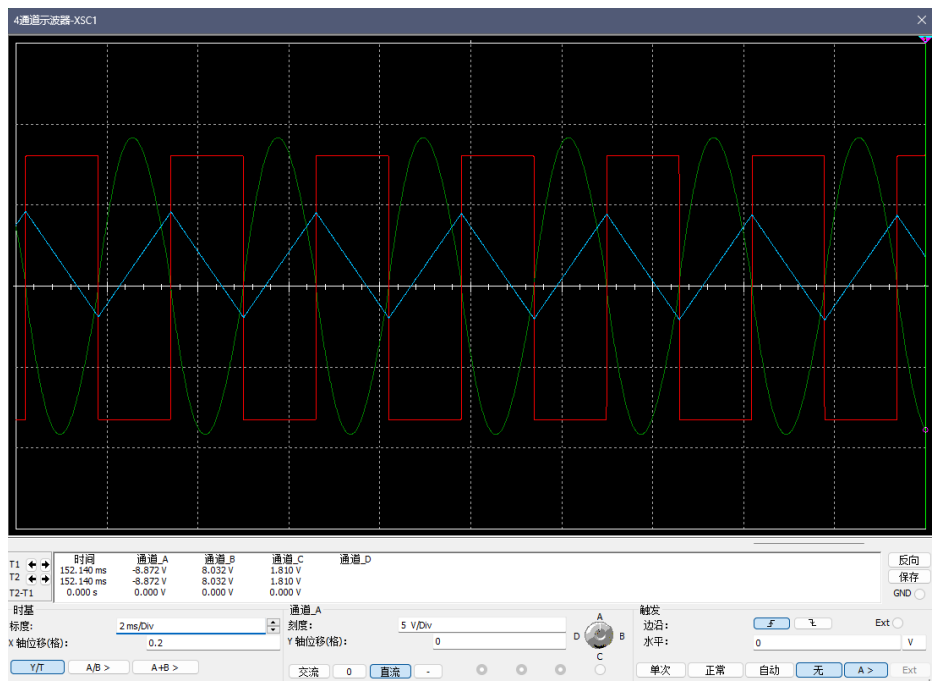 4通道示波器-XSC1
T1
T2
T2-T1
时间 通道_A 通道_B 通道_C 通道_D
152.140 ms -8.872 V 8.032 V 1.810 V
152.140 ms -8.872 V 8.032 V 1.810 V
0.000 s 0.000 V 0.000 V 0.000 V
反向
保存
GND
时基
标度: 2 ms/Div
X 轴位移(格): 0.2
Y/T A/B > A+B >
通道_A
刻度: 5 V/Div
Y 轴位移(格): 0
交流 0 直流 -
A
D B
C
触发
边沿: Ext
水平: 0 V
单次 正常 自动 无 A > Ext